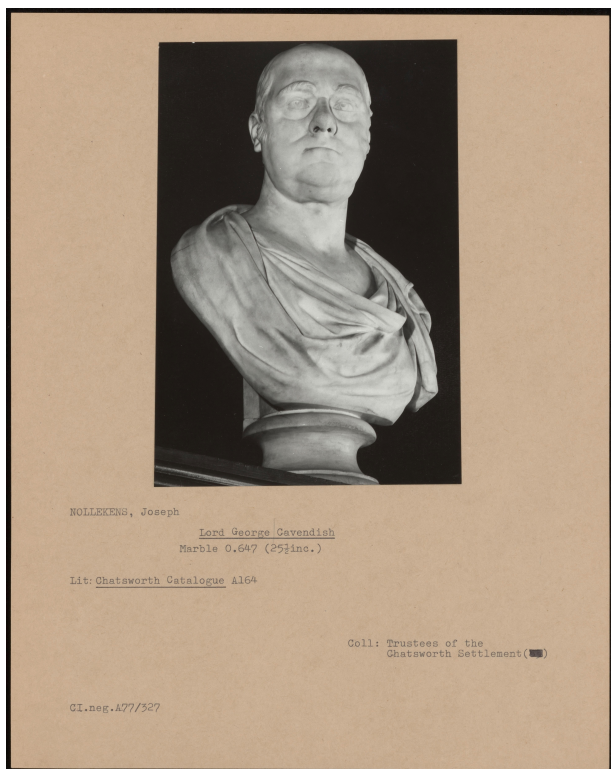 NOLLEKENS, Joseph
Lord George Cavendish
Marble 0.647 (25½inc.)
Lit: Chatsworth Catalogue A164
Coll: Trustees of the
Chatsworth Settlement( )
CI.neg.A77/327